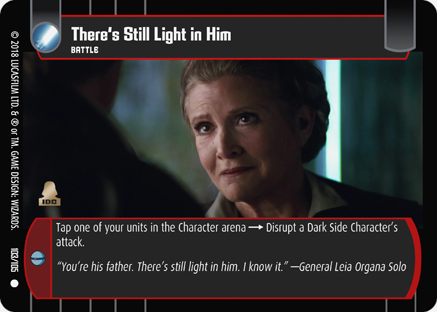 There's Still Light in Him
BATTLE
© 2018 LUCASFILM LTD. & ® or TM. GAME DESIGN: WIZARDS.
IDC
103/105
Tap one of your units in the Character arena → Disrupt a Dark Side Character's
attack.
"You're his father. There's still light in him. I know it." —General Leia Organa Solo